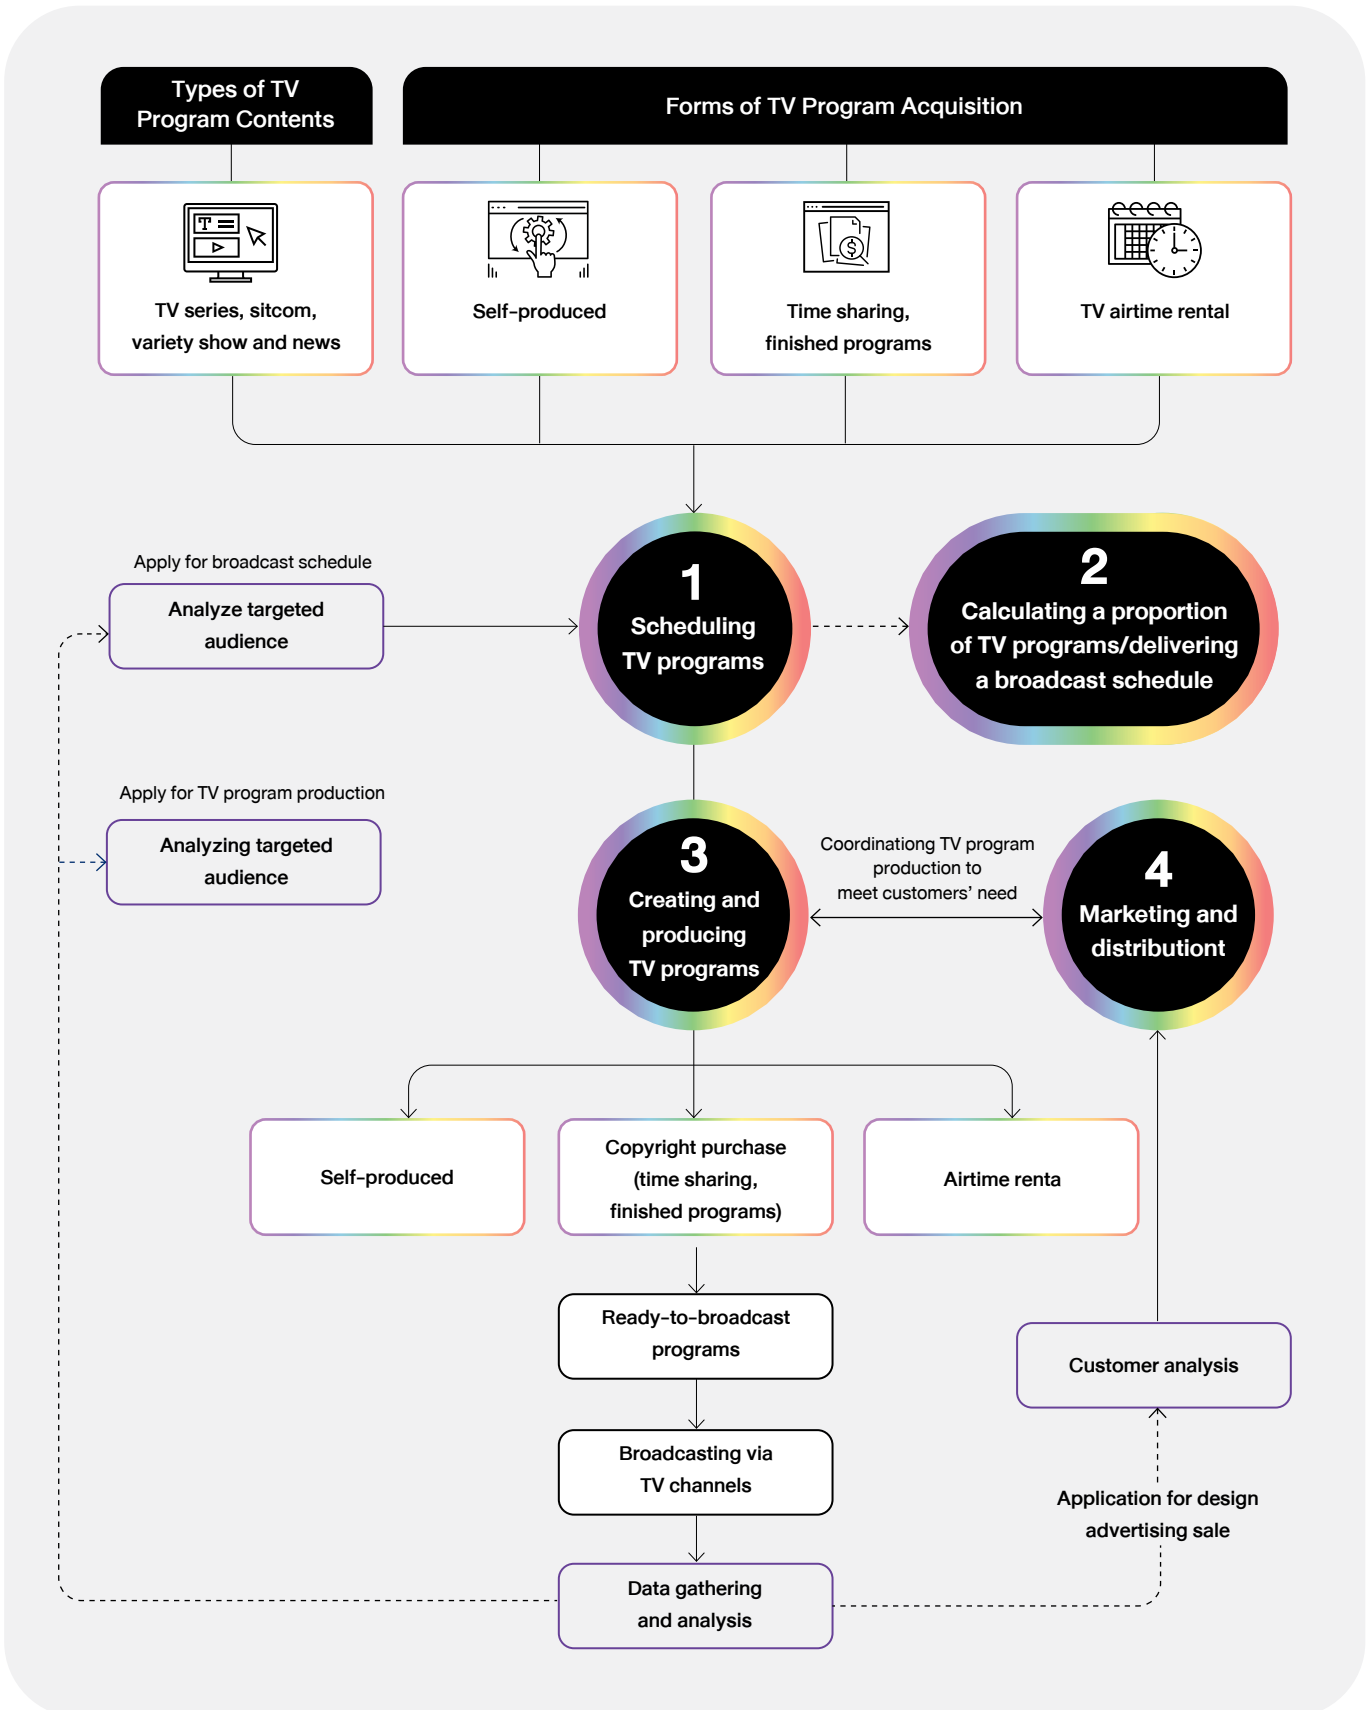 Types of TV
Program Contents
Forms of TV Program Acquisition
T
TV series, sitcom,
variety show and news
Self-produced
$
Time sharing,
finished programs
TV airtime rental
Apply for broadcast schedule
Analyze targeted
audience
1
Scheduling
TV programs
2
Calculating a proportion
of TV programs/delivering
a broadcast schedule
Apply for TV program production
Analyzing targeted
audience
3
Creating and
producing
TV programs
Coordinationg TV program
production to
meet customers' need
4
Marketing and
distributiont
Self-produced
Copyright purchase
(time sharing,
finished programs)
Airtime renta
Ready-to-broadcast
programs
Customer analysis
Broadcasting via
TV channels
Application for design
advertising sale
Data gathering
and analysis